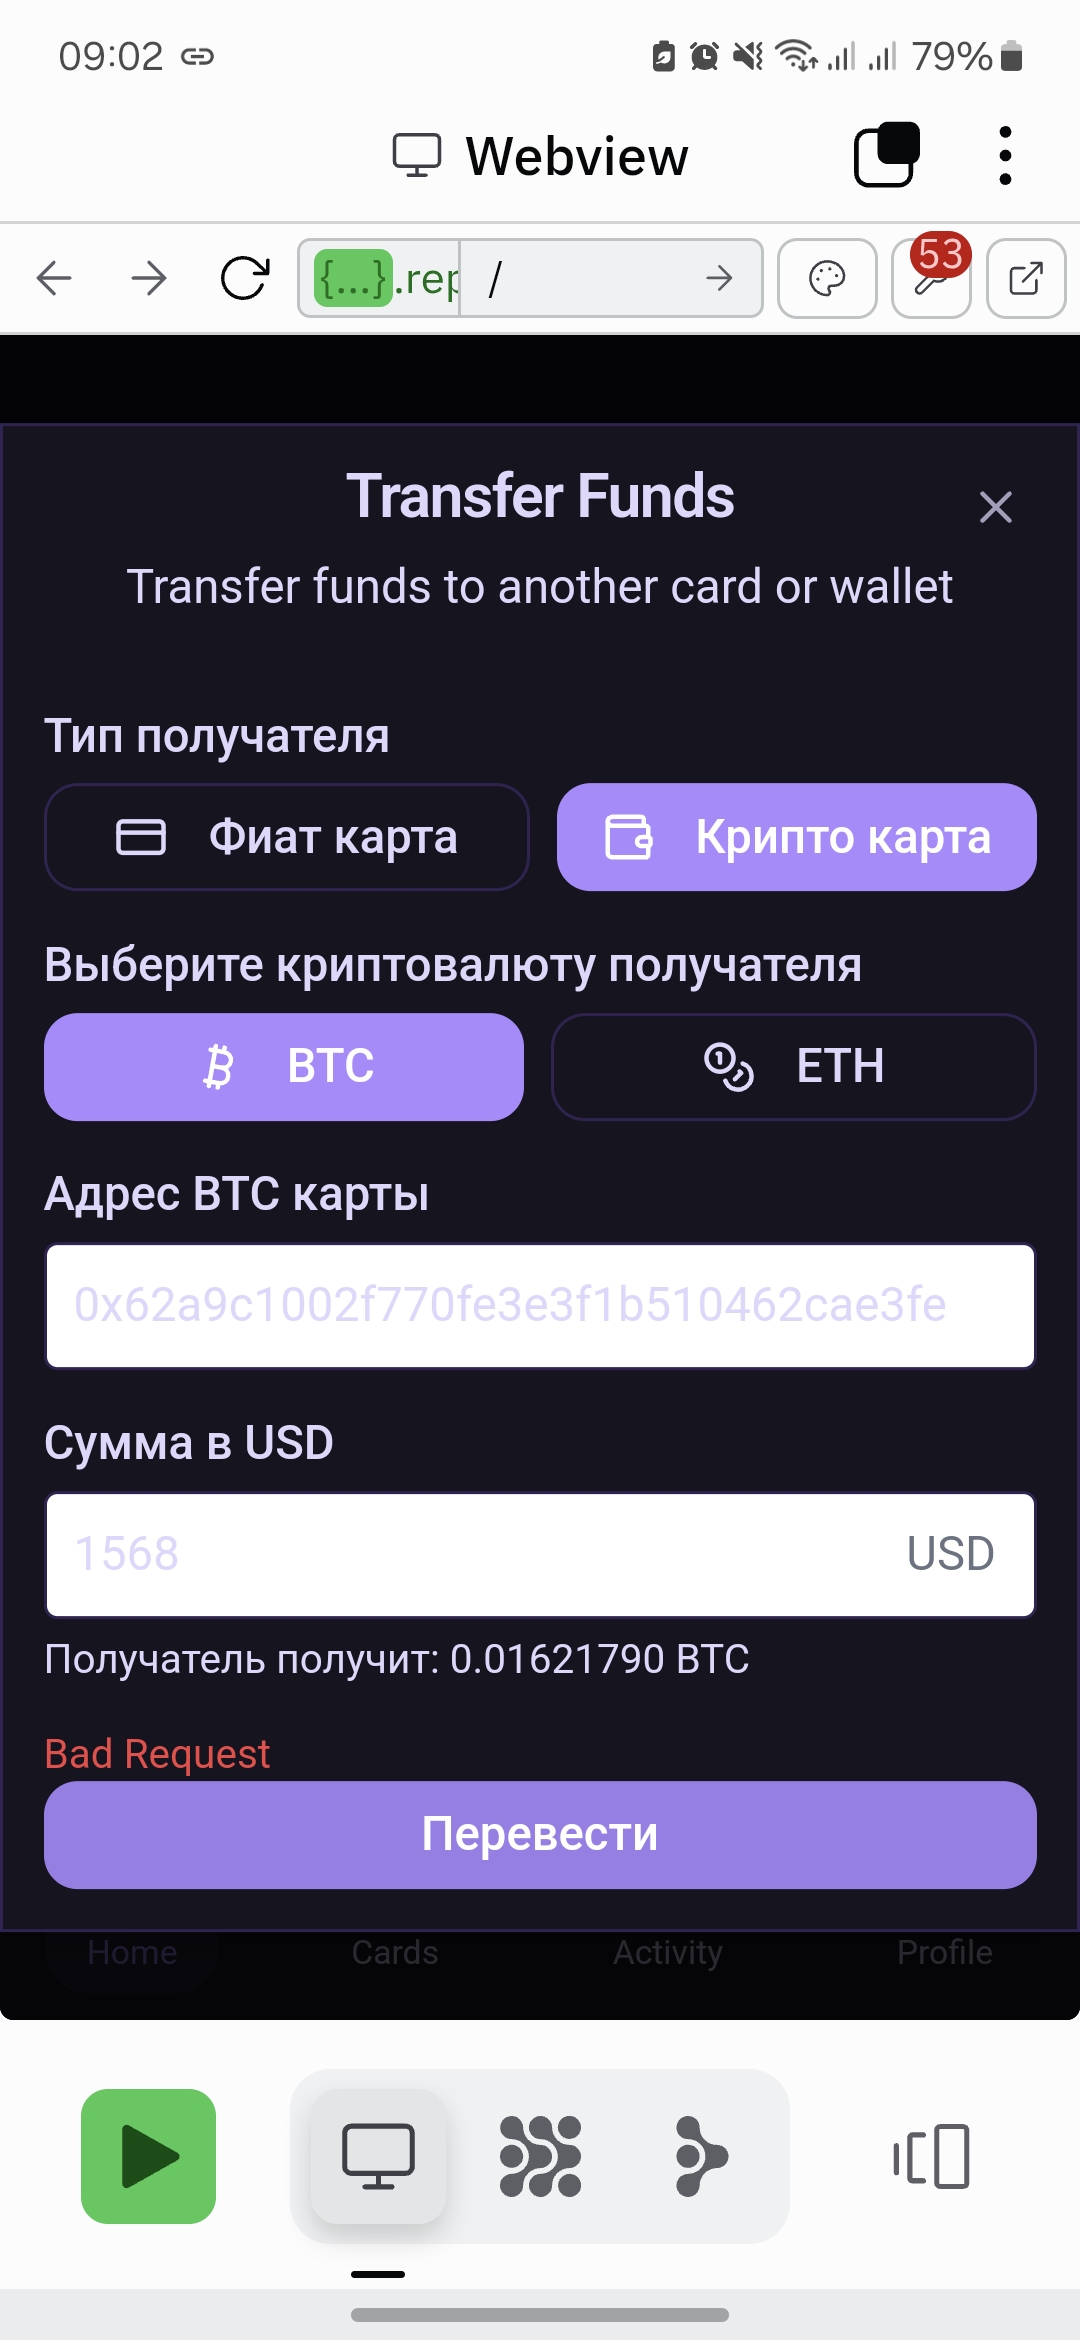 09:02
79%
Webview
{...}.rep
/
53
Transfer Funds
Transfer funds to another card or wallet
Тип получателя
Фиат карта
Крипто карта
Выберите криптовалюту получателя
BTC
ETH
Адрес BTC карты
0x62a9c1002f770fe3e3f1b510462cae3fe
Сумма в USD
1568
USD
Получатель получит: 0.01621790 BTC
Bad Request
Перевести
Home
Cards
Activity
Profile